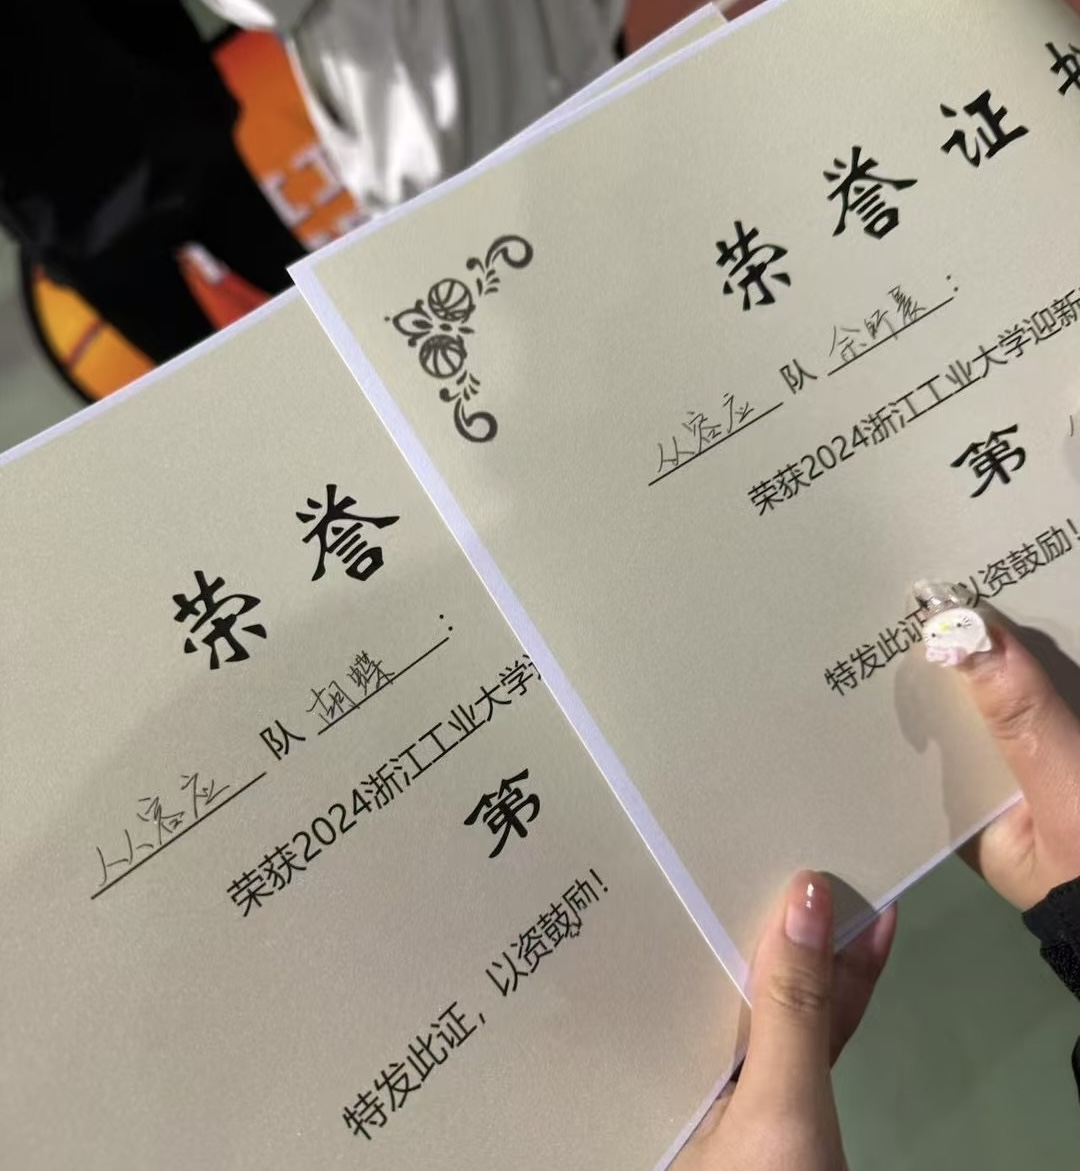 荣誉
从容应队胡蝶:
荣获2024浙江工业大学
第
特发此证，以资鼓励!
荣誉证
从容应队余昕晨:
荣获2024浙江工业大学迎新
第
特发此证 以资鼓励!